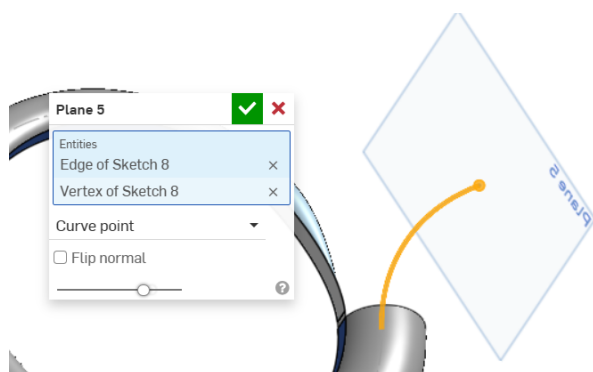 Plane 5
Entities
Edge of Sketch 8
Vertex of Sketch 8
Curve point
Flip normal
Plane 5